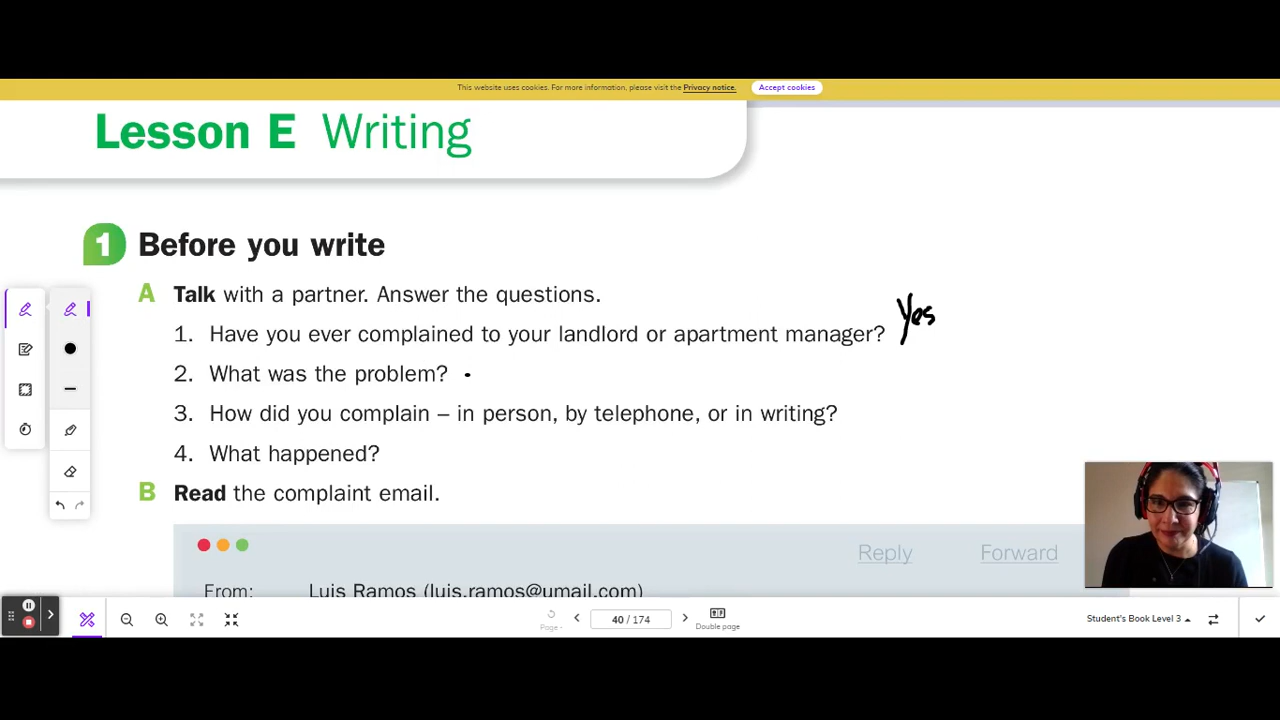 This website uses cookies. For more information, please visit the Privacy notice. Accept cookies
Lesson E Writing
1 Before you write
A Talk with a partner. Answer the questions.
1. Have you ever complained to your landlord or apartment manager? Yes
2. What was the problem?
3. How did you complain – in person, by telephone, or in writing?
4. What happened?
B Read the complaint email.
Reply Forward
From: Luis Ramos (luis.ramos@umail.com)
Page - 40 / 174 Double page Student's Book Level 3